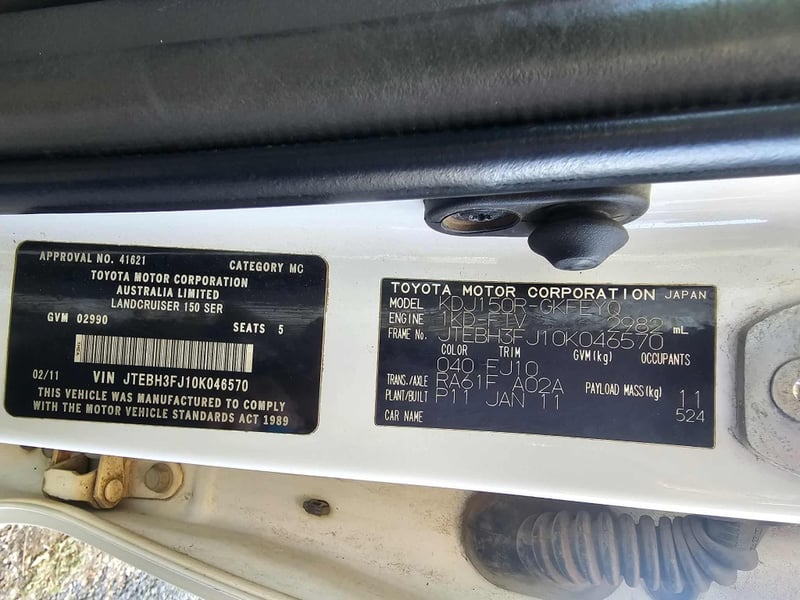 APPROVAL NO. 41621
CATEGORY MC
TOYOTA MOTOR CORPORATION
AUSTRALIA LIMITED
LANDCRUISER 150 SER
GVM 02990
SEATS 5
02/11 VIN JTEBH3FJ10K046570
THIS VEHICLE WAS MANUFACTURED TO COMPLY
WITH THE MOTOR VEHICLE STANDARDS ACT 1989
TOYOTA MOTOR CORPORATION JAPAN
MODEL KDJ150R-GKFEYQ
ENGINE 1KD-FTV 2982 mL
FRAME No. JTEBH3FJ10K046570
COLOR TRIM GVM(kg) OCCUPANTS
040 EJ10
TRANS./AXLE RA61F A02A PAYLOAD MASS(kg)
PLANT/BUILT P11 JAN 11 11
CAR NAME 524